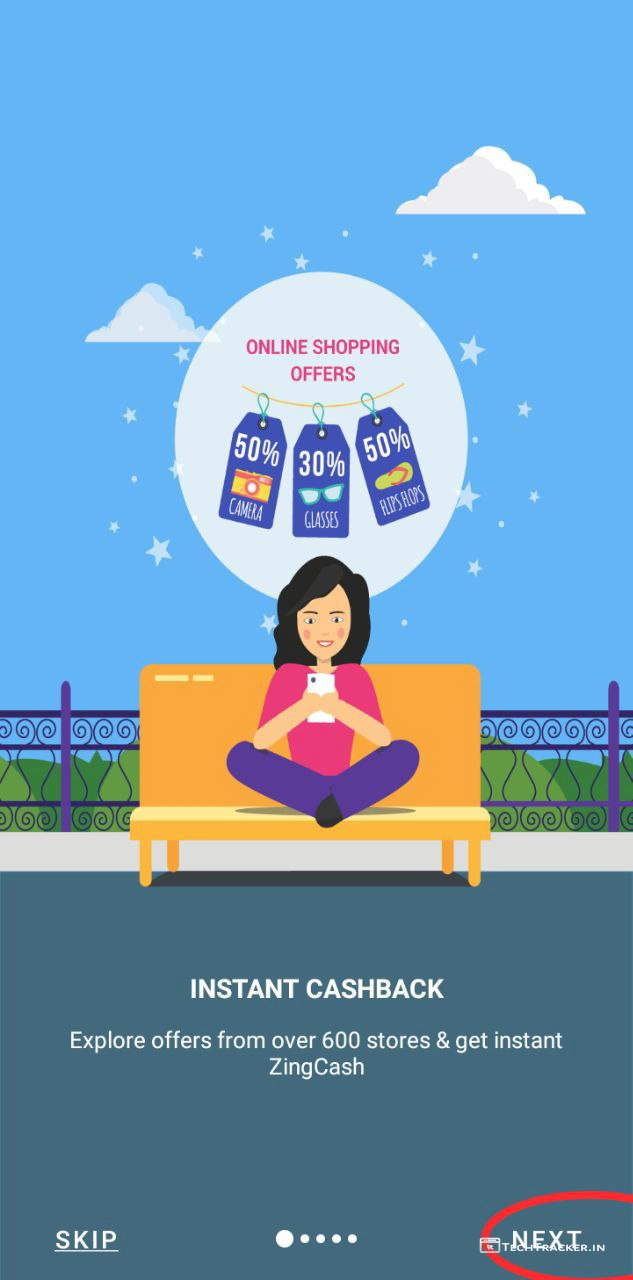 ONLINE SHOPPING
OFFERS
50%
CAMERA
30%
GLASSES
50%
FLIPS FLOPS
INSTANT CASHBACK
Explore offers from over 600 stores & get instant
ZingCash
SKIP
NEXT
TECHTRACKER.IN